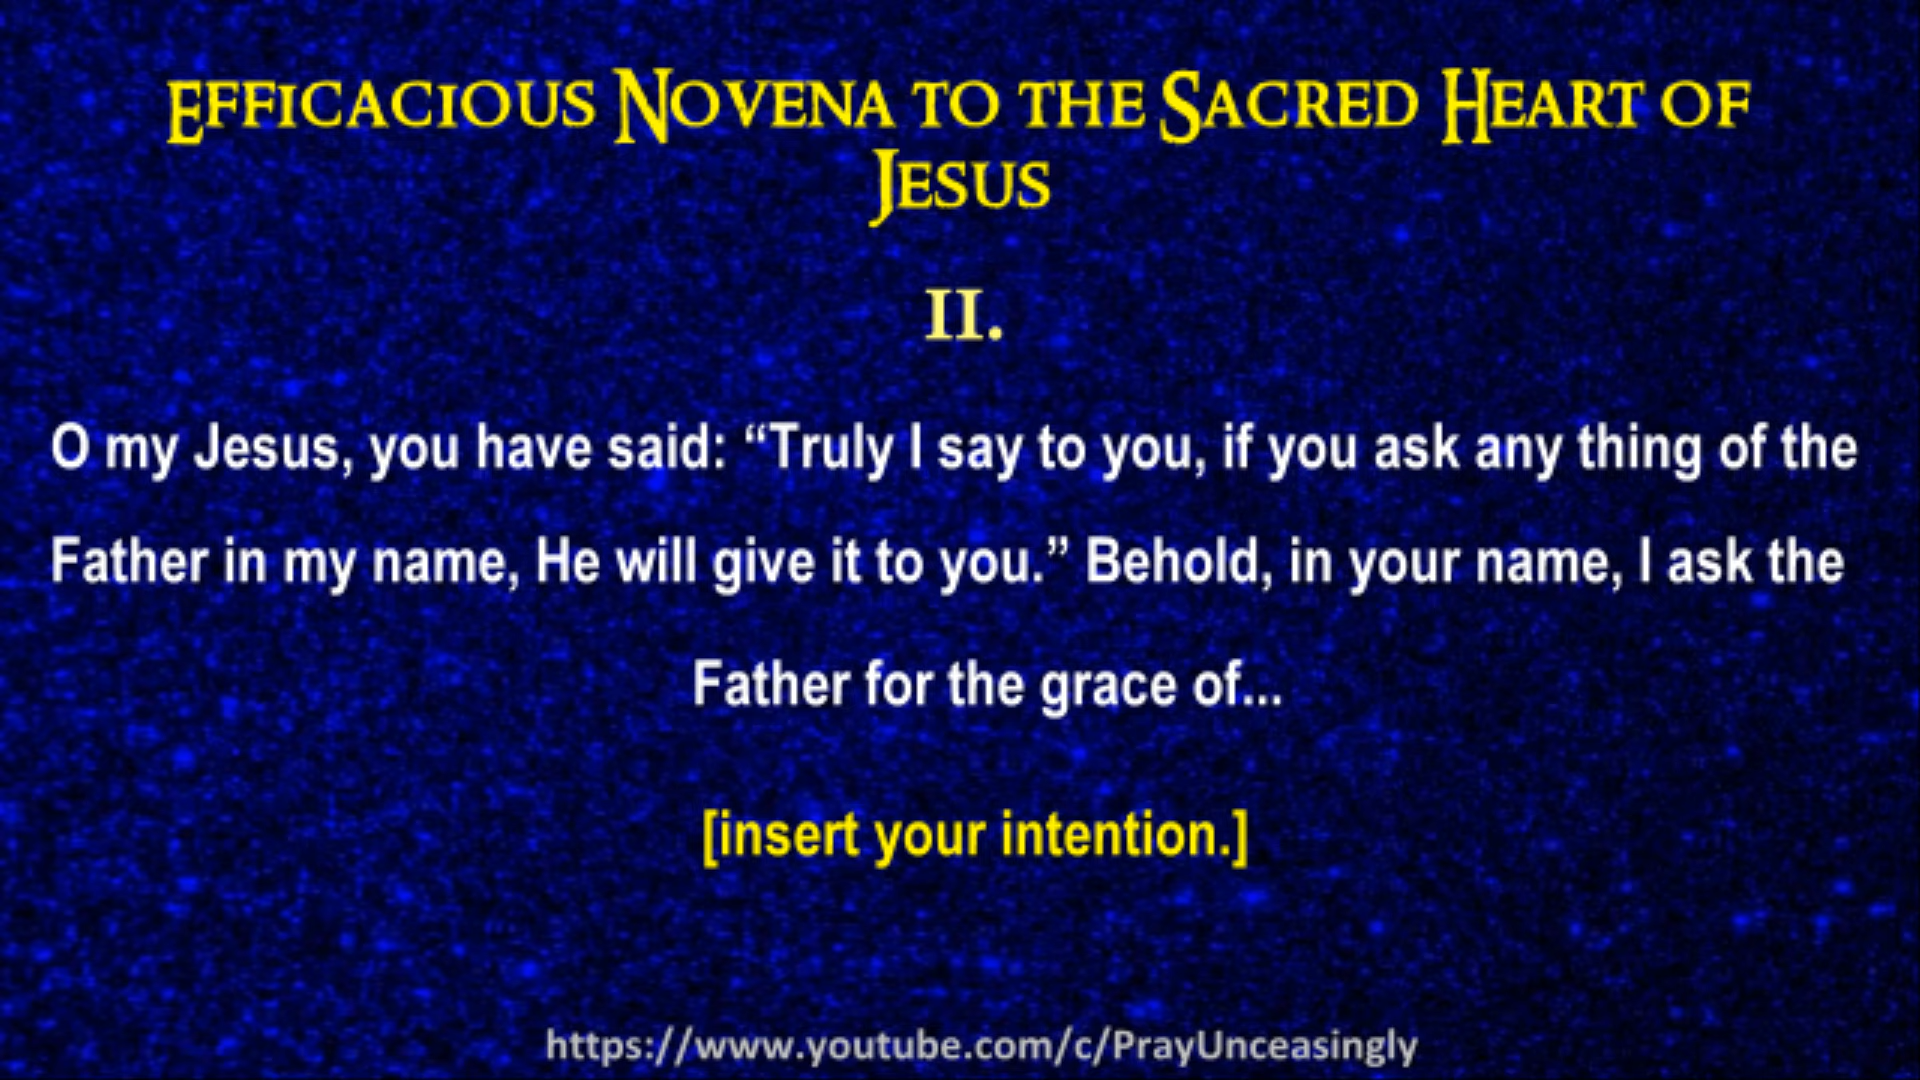 Efficacious Novena to the Sacred Heart of
Jesus
II.
O my Jesus, you have said: “Truly I say to you, if you ask any thing of the
Father in my name, He will give it to you.” Behold, in your name, I ask the
Father for the grace of...
[insert your intention.]
https://www.youtube.com/c/PrayUnceasingly